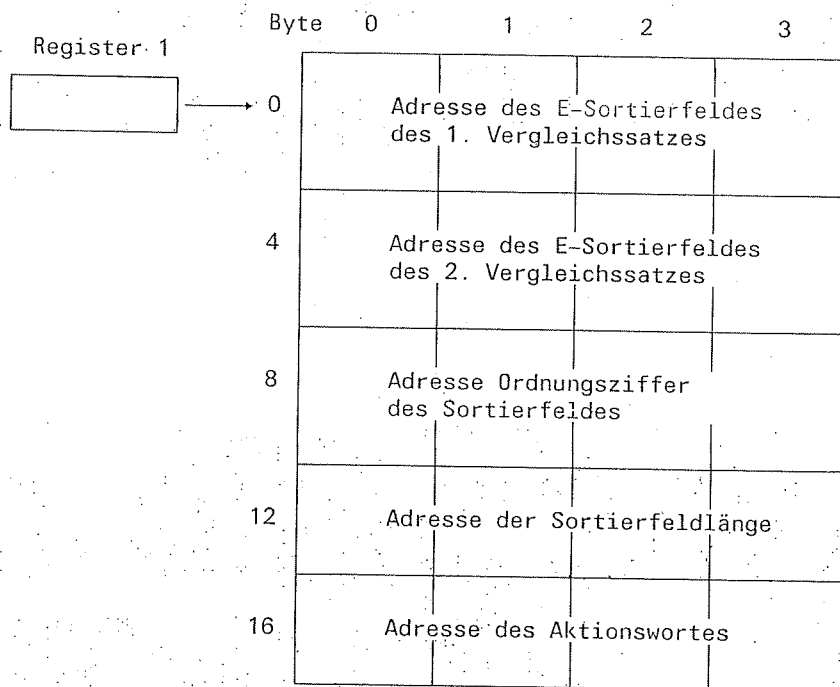 Byte 0 1 2 3
Register 1
0 Adresse des E-Sortierfeldes
des 1. Vergleichssatzes
4 Adresse des E-Sortierfeldes
des 2. Vergleichssatzes
8 Adresse Ordnungsziffer
des Sortierfeldes
12 Adresse der Sortierfeldlänge
16 Adresse des Aktionswortes